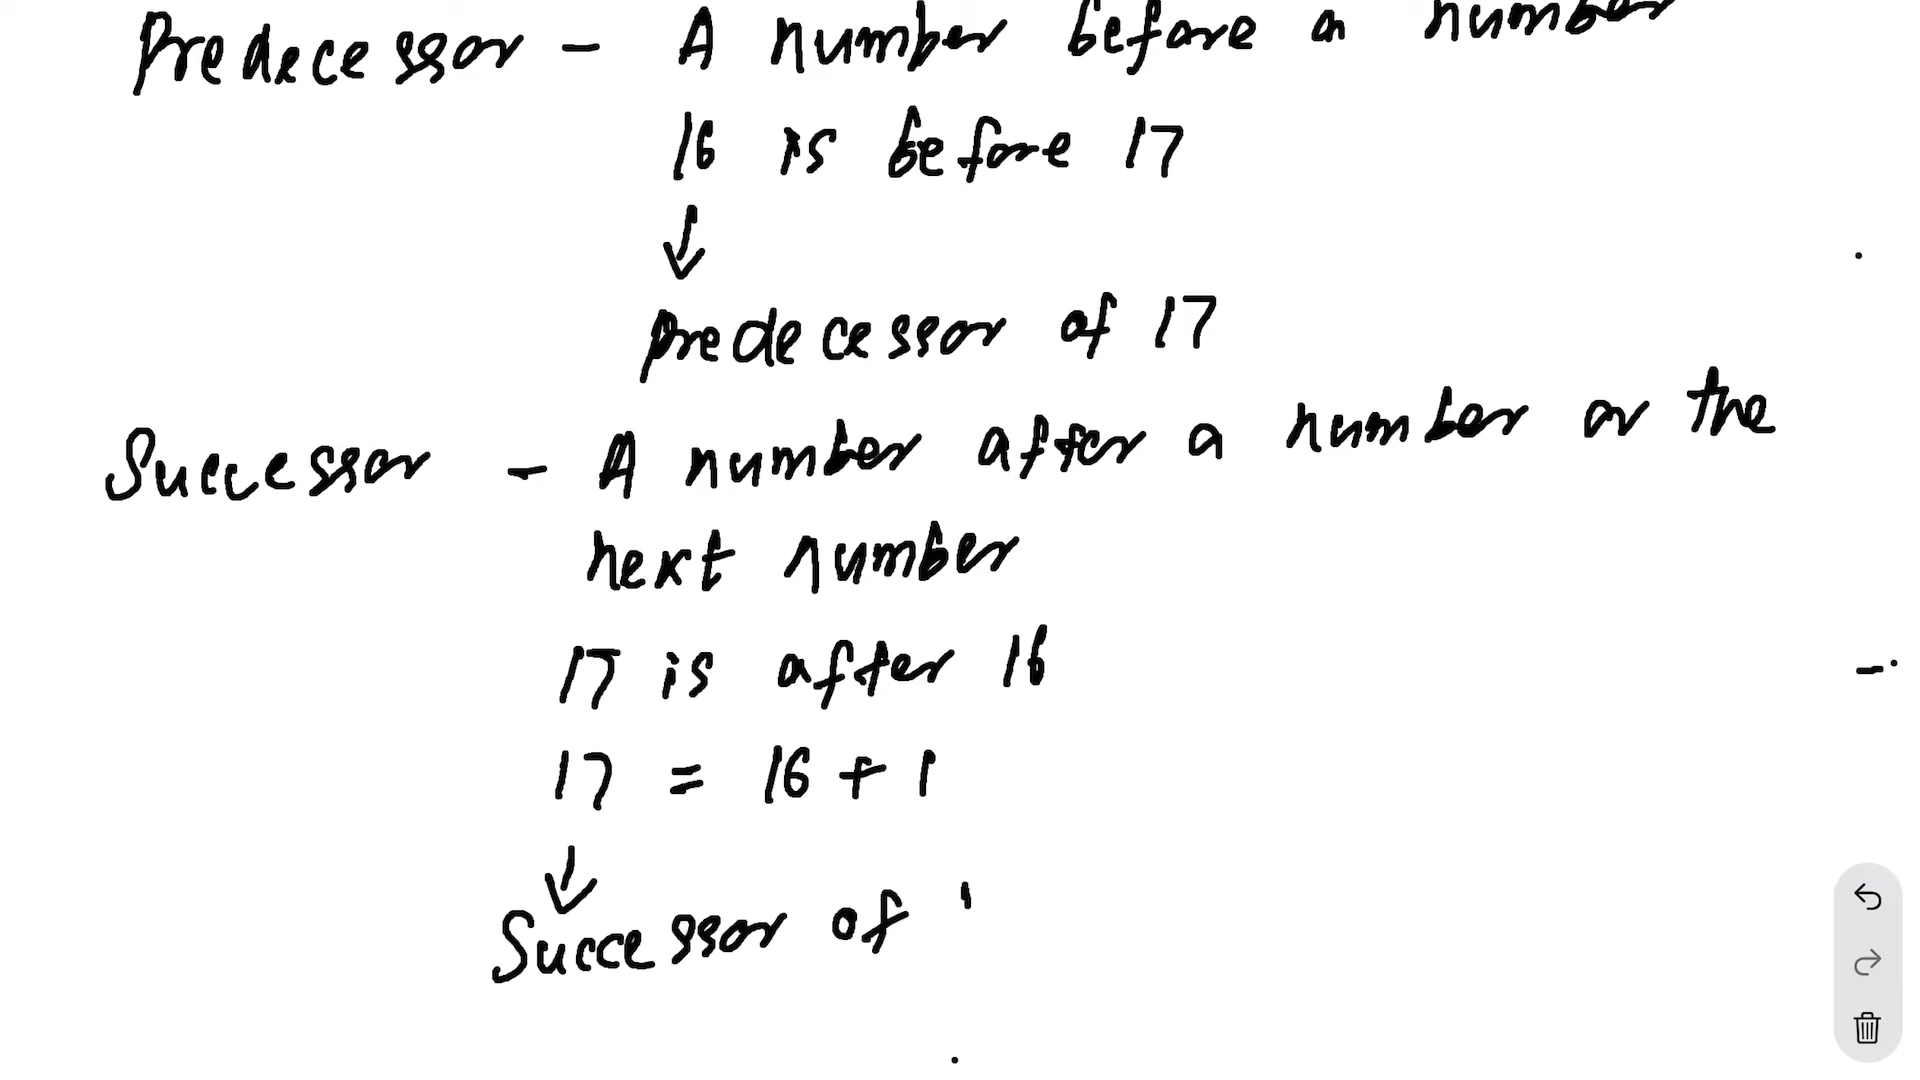 Predecessor - A number before a number
16 is before 17
↓
predecessor of 17
Successor - A number after a number or the
next number
17 is after 16
17 = 16 + 1
↓
Successor of